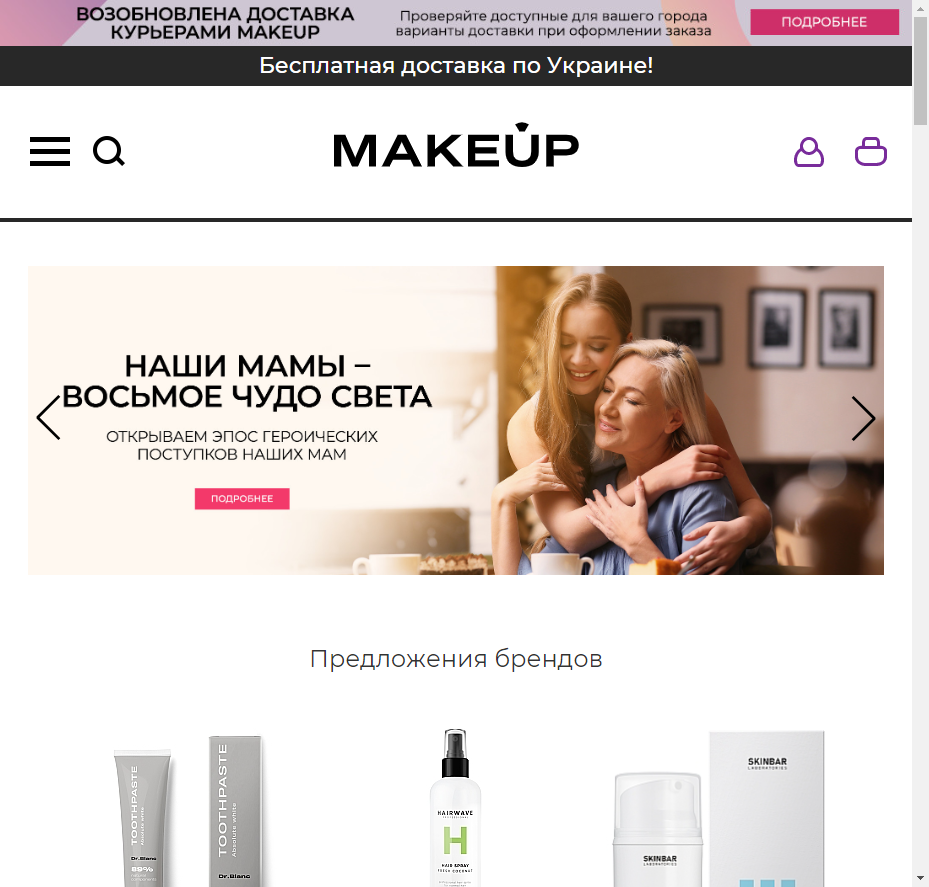 ВОЗОБНОВЛЕНА ДОСТАВКА
КУРЬЕРАМИ MAKEUP
Проверяйте доступные для вашего города
варианты доставки при оформлении заказа
ПОДРОБНЕЕ
Бесплатная доставка по Украине!
MAKEUP
НАШИ МАМЫ –
ВОСЬМОЕ ЧУДО СВЕТА
ОТКРЫВАЕМ ЭПОС ГЕРОИЧЕСКИХ
ПОСТУПКОВ НАШИХ МАМ
ПОДРОБНЕЕ
Предложения брендов
TOOTHPASTE
Absolute white
Dr.Blanc
89%
TOOTHPASTE
Absolute white
Dr.Blanc
HAIRWAVE
H
HAIR SPRAY
FRESH COCONUT
SKINBAR
LABORATORIES
SKINBAR
LABORATORIES